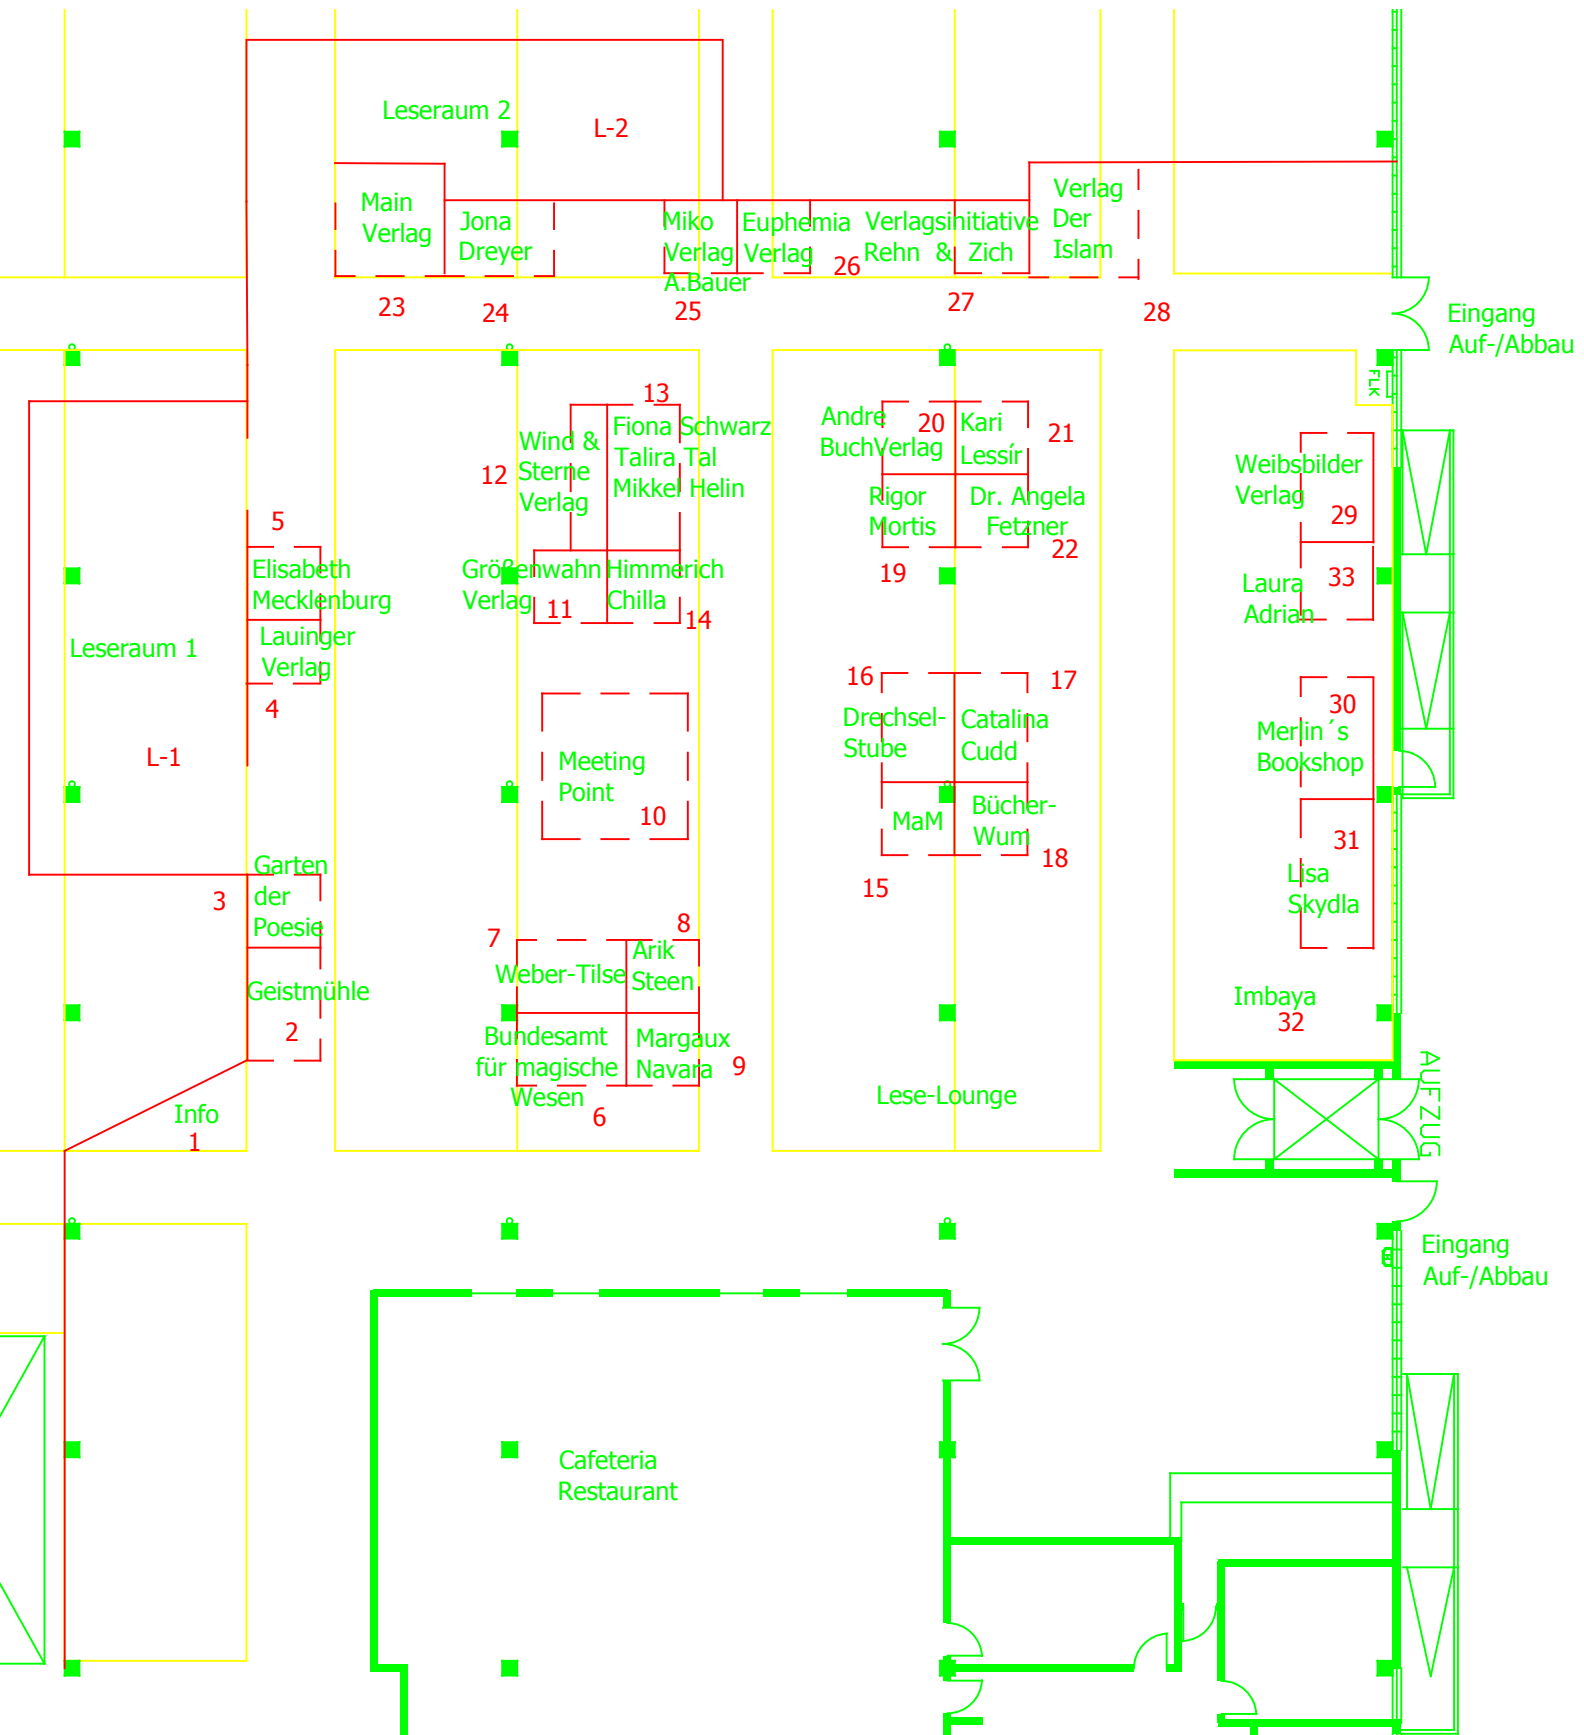 Leseraum 2
L-2
Main
Verlag
Jona
Dreyer
Miko
Verlag
A.Bauer
Euphemia
Verlag
Verlagsinitiative
Rehn & Zich
Verlag
Der
Islam
23
24
25
26
27
28
Eingang
Auf-/Abbau
FLK
13
12
Wind &
Sterne
Verlag
Fiona Schwarz
Talira Tal
Mikkel Helin
Andre
BuchVerlag
20
Kari
Lessír
21
Rigor
Mortis
Dr. Angela
Fetzner
19
22
Weibsbilder
Verlag
29
33
Laura
Adrian
5
Elisabeth
Mecklenburg
Lauinger
Verlag
4
Leseraum 1
L-1
Größenwahn
Verlag
11
Himmerich
Chilla
14
Meeting
Point
10
16
Drechsel-
Stube
17
Catalina
Cudd
MaM
15
Bücher-
Wum
18
30
Merlin´s
Bookshop
31
Lisa
Skydla
Imbaya
32
3
Garten
der
Poesie
Geistmühle
2
Info
1
7
Weber-Tilse
8
Arik
Steen
Bundesamt
für magische
Wesen
6
Margaux
Navara
9
Lese-Lounge
AUFZUG
Eingang
Auf-/Abbau
Cafeteria
Restaurant